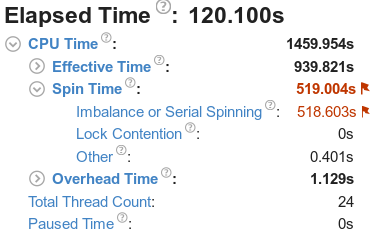 Elapsed Time ?: 120.100s
CPU Time ?: 1459.954s
Effective Time ?: 939.821s
Spin Time ?: 519.004s
Imbalance or Serial Spinning ?: 518.603s
Lock Contention ?: 0s
Other ?: 0.401s
Overhead Time ?: 1.129s
Total Thread Count: 24
Paused Time ?: 0s